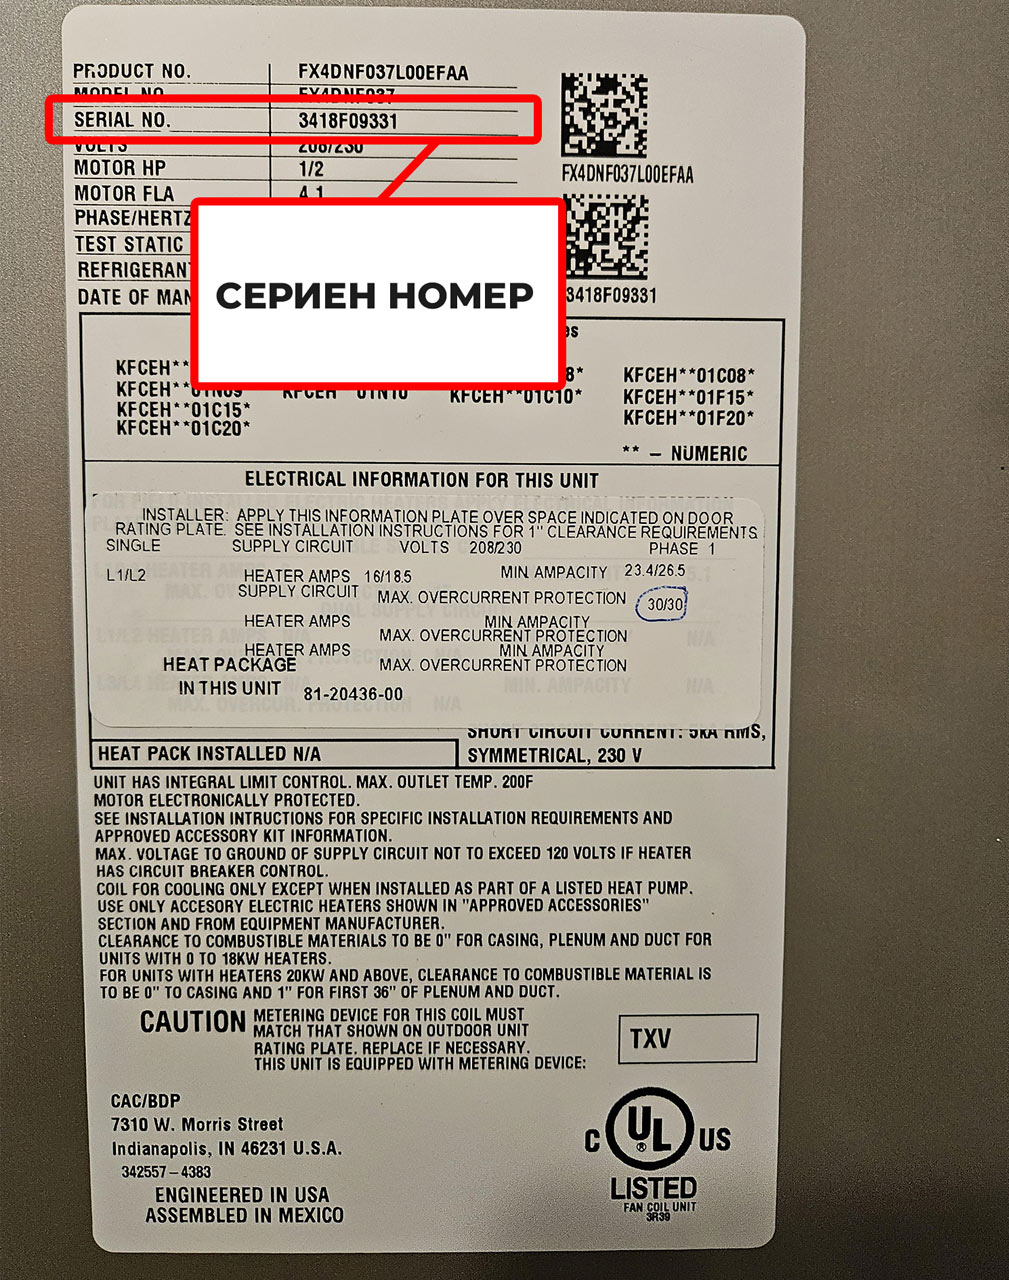 PRODUCT NO. FX4DNF037L00EFAA
MODEL NO. FX4DNF037
SERIAL NO. 3418F09331
VOLTS 208/230
MOTOR HP 1/2
MOTOR FLA 4.1
PHASE/HERTZ
TEST STATIC
REFRIGERANT
DATE OF MAN
FX4DNF037L00EFAA
3418F09331
СЕРИЕН НОМЕР
KFCEH** 8* KFCEH**01C08*
KFCEH**01N09 KFCEH**01N10 KFCEH**01C10* KFCEH**01F15*
KFCEH**01C15* KFCEH**01F20*
KFCEH**01C20*
** – NUMERIC
ELECTRICAL INFORMATION FOR THIS UNIT
INSTALLER: APPLY THIS INFORMATION PLATE OVER SPACE INDICATED ON DOOR
RATING PLATE. SEE INSTALLATION INSTRUCTIONS FOR 1" CLEARANCE REQUIREMENTS
SINGLE SUPPLY CIRCUIT VOLTS 208/230 PHASE 1
L1/L2 HEATER AMPS 16/18.5 MIN. AMPACITY 23.4/26.5
SUPPLY CIRCUIT MAX. OVERCURRENT PROTECTION 30/30
HEATER AMPS MIN. AMPACITY
MAX. OVERCURRENT PROTECTION
HEATER AMPS MIN. AMPACITY
HEAT PACKAGE MAX. OVERCURRENT PROTECTION
IN THIS UNIT 81-20436-00
SHORT CIRCUIT CURRENT: 5kA RMS,
HEAT PACK INSTALLED N/A SYMMETRICAL, 230 V
UNIT HAS INTEGRAL LIMIT CONTROL. MAX. OUTLET TEMP. 200F
MOTOR ELECTRONICALLY PROTECTED.
SEE INSTALLATION INTRUCTIONS FOR SPECIFIC INSTALLATION REQUIREMENTS AND
APPROVED ACCESSORY KIT INFORMATION.
MAX. VOLTAGE TO GROUND OF SUPPLY CIRCUIT NOT TO EXCEED 120 VOLTS IF HEATER
HAS CIRCUIT BREAKER CONTROL.
COIL FOR COOLING ONLY EXCEPT WHEN INSTALLED AS PART OF A LISTED HEAT PUMP.
USE ONLY ACCESORY ELECTRIC HEATERS SHOWN IN "APPROVED ACCESSORIES"
SECTION AND FROM EQUIPMENT MANUFACTURER.
CLEARANCE TO COMBUSTIBLE MATERIALS TO BE 0" FOR CASING, PLENUM AND DUCT FOR
UNITS WITH 0 TO 18KW HEATERS.
FOR UNITS WITH HEATERS 20KW AND ABOVE, CLEARANCE TO COMBUSTIBLE MATERIAL IS
TO BE 0" TO CASING AND 1" FOR FIRST 36" OF PLENUM AND DUCT.
CAUTION METERING DEVICE FOR THIS COIL MUST
MATCH THAT SHOWN ON OUTDOOR UNIT
RATING PLATE. REPLACE IF NECESSARY.
THIS UNIT IS EQUIPPED WITH METERING DEVICE:
TXV
CAC/BDP
7310 W. Morris Street
Indianapolis, IN 46231 U.S.A.
342557–4383
ENGINEERED IN USA
ASSEMBLED IN MEXICO
C UL ® US
LISTED
FAN COIL UNIT
3R39